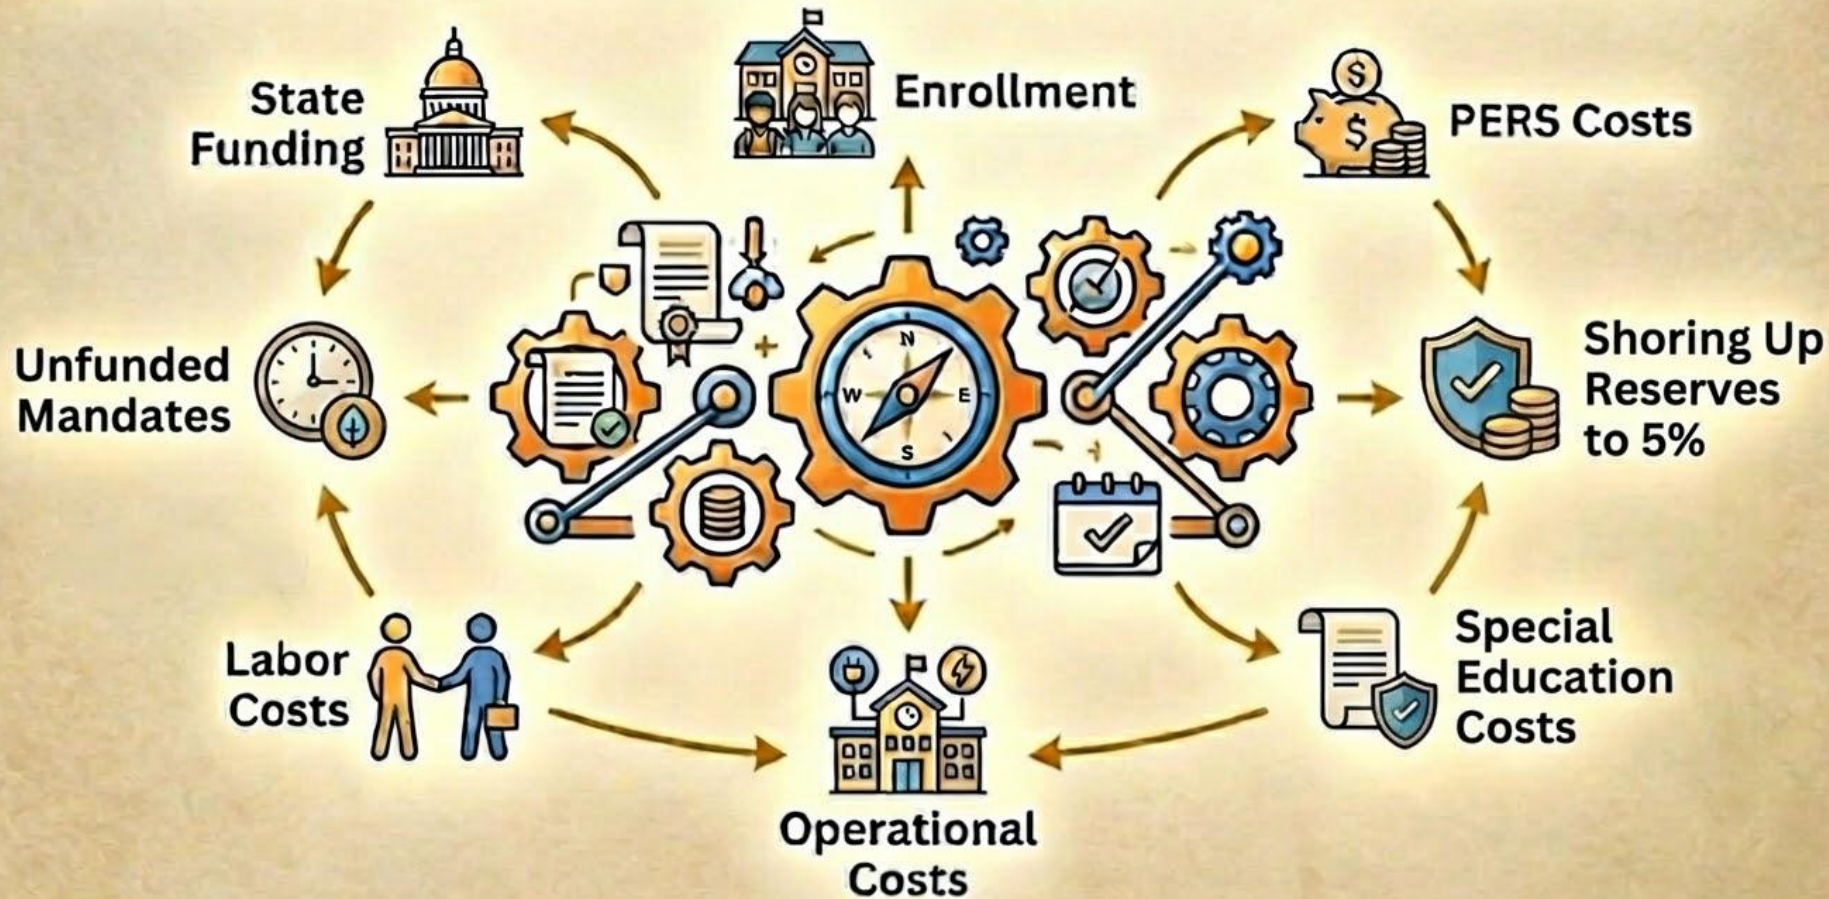 State
Funding
Enrollment
$
$
PERS Costs
Unfunded
Mandates
N
W
E
S
Shoring Up
Reserves
to 5%
Labor
Costs
Special
Education
Costs
Operational
Costs